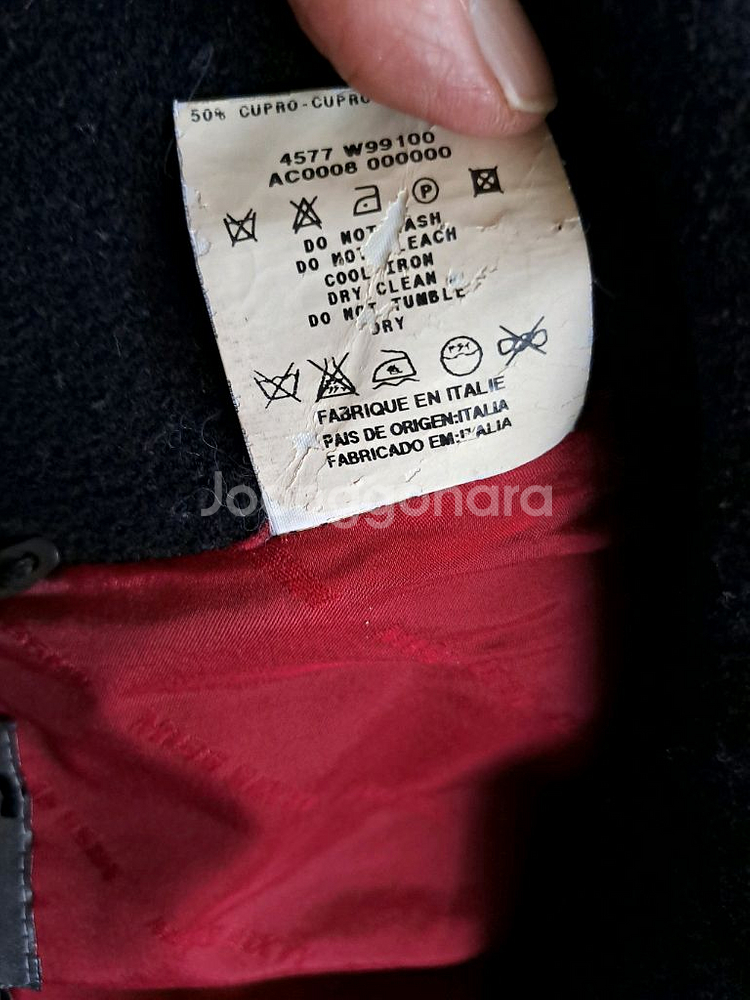 50% CUPRO-CUPRO
4577 W99100
AC0008 000000
P
DO NOT WASH
DO NOT BLEACH
COOL IRON
DRY CLEAN
DO NOT TUMBLE
DRY
FABRIQUE EN ITALIE
PAIS DE ORIGEN:ITALIA
FABRICADO EM:ITALIA
Joonggonara